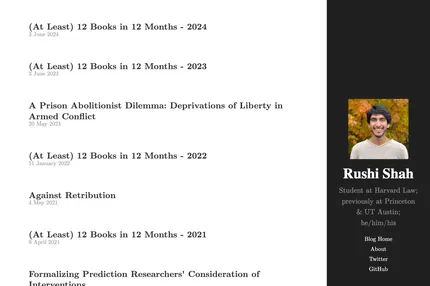 (At Least) 12 Books in 12 Months - 2024
2 June 2024
(At Least) 12 Books in 12 Months - 2023
2 June 2023
A Prison Abolitionist Dilemma: Deprivations of Liberty in
Armed Conflict
20 May 2023
(At Least) 12 Books in 12 Months - 2022
11 January 2022
Against Retribution
4 May 2021
(At Least) 12 Books in 12 Months - 2021
9 April 2021
Formalizing Prediction Researchers' Consideration of
Interventions
Rushi Shah
Student at Harvard Law;
previously at Princeton
& UT Austin;
he/him/his
Blog Home
About
Twitter
GitHub